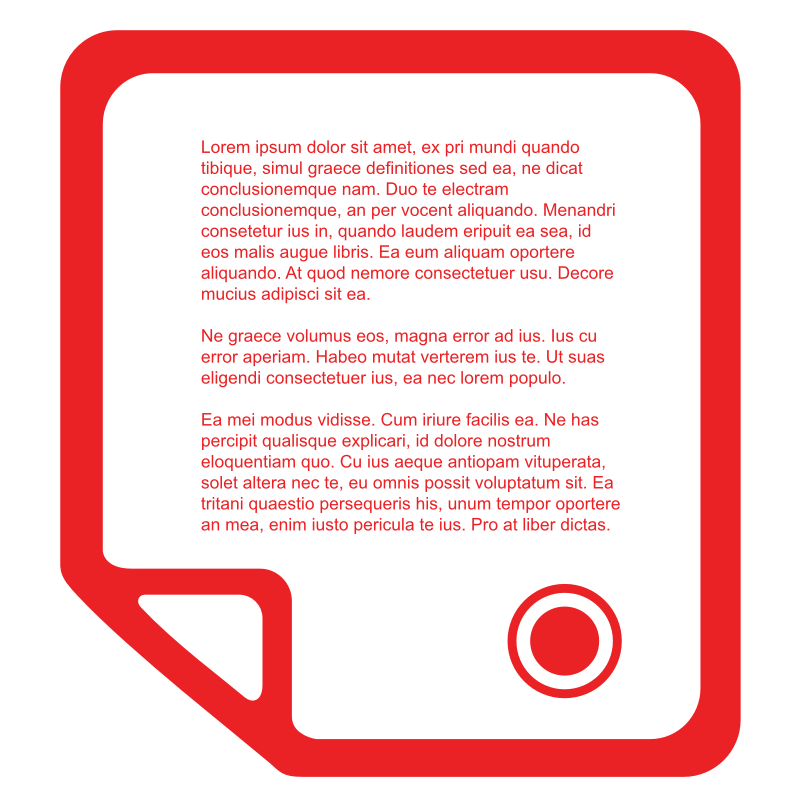 Lorem ipsum dolor sit amet, ex pri mundi quando
tibique, simul graece definitiones sed ea, ne dicat
conclusionemque nam. Duo te electram
conclusionemque, an per vocent aliquando. Menandri
consetetur ius in, quando laudem eripuit ea sea, id
eos malis augue libris. Ea eum aliquam oportere
aliquando. At quod nemore consectetuer usu. Decore
mucius adipisci sit ea.

Ne graece volumus eos, magna error ad ius. Ius cu
error aperiam. Habeo mutat verterem ius te. Ut suas
eligendi consectetuer ius, ea nec lorem populo.

Ea mei modus vidisse. Cum iriure facilis ea. Ne has
percipit qualisque explicari, id dolore nostrum
eloquentiam quo. Cu ius aeque antiopam vituperata,
solet altera nec te, eu omnis possit voluptatum sit. Ea
tritani quaestio persequeris his, unum tempor oportere
an mea, enim iusto pericula te ius. Pro at liber dictas.